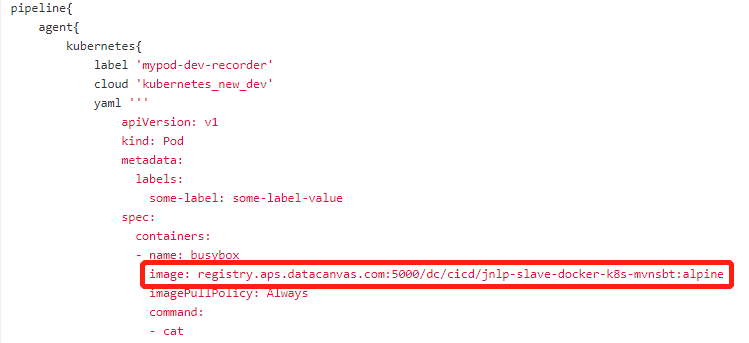 pipeline{
agent{
kubernetes{
label 'mypod-dev-recorder'
cloud 'kubernetes_new_dev'
yaml '''
apiVersion: v1
kind: Pod
metadata:
labels:
some-label: some-label-value
spec:
containers:
- name: busybox
image: registry.aps.datacanvas.com:5000/dc/cicd/jnlp-slave-docker-k8s-mvnsbt:alpine
imagePullPolicy: Always
command:
- cat